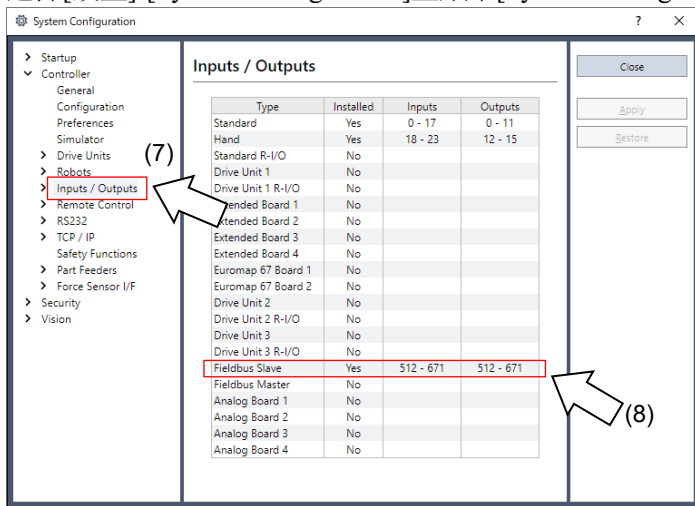 System Configuration
? ×
Startup
Controller
General
Configuration
Preferences
Simulator
Drive Units
Robots
Inputs / Outputs
Remote Control
RS232
TCP / IP
Safety Functions
Part Feeders
Force Sensor I/F
Security
Vision
(7)
Inputs / Outputs
Type Installed Inputs Outputs
Standard Yes 0 - 17 0 - 11
Hand Yes 18 - 23 12 - 15
Standard R-I/O No
Drive Unit 1 No
Drive Unit 1 R-I/O No
Extended Board 1 No
Extended Board 2 No
Extended Board 3 No
Extended Board 4 No
Euromap 67 Board 1 No
Euromap 67 Board 2 No
Drive Unit 2 No
Drive Unit 2 R-I/O No
Drive Unit 3 No
Drive Unit 3 R-I/O No
Fieldbus Slave Yes 512 - 671 512 - 671
Fieldbus Master No
Analog Board 1 No
Analog Board 2 No
Analog Board 3 No
Analog Board 4 No
(8)
Close
Apply
Restore